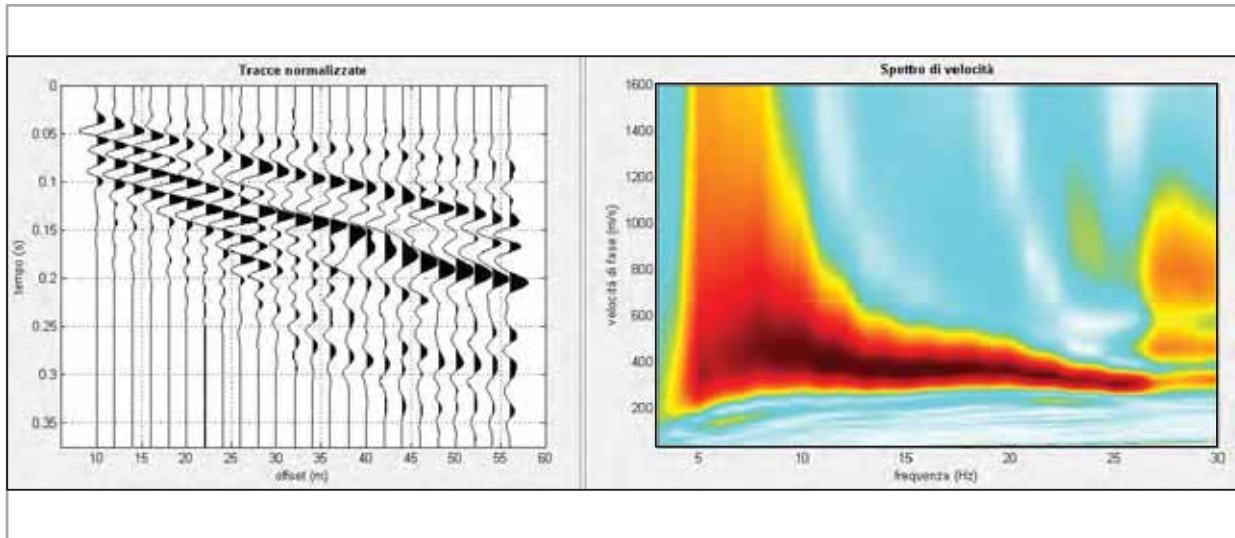 Tracce normalizzate
0
0.05
0.1
0.15
0.2
0.25
0.3
0.35
tempo (s)
10 15 20 25 30 35 40 45 50 55 60
offset (m)
Spettro di velocità
1600
1400
1200
1000
800
600
400
200
velocità di fase (m/s)
5 10 15 20 25 30
frequenza (Hz)